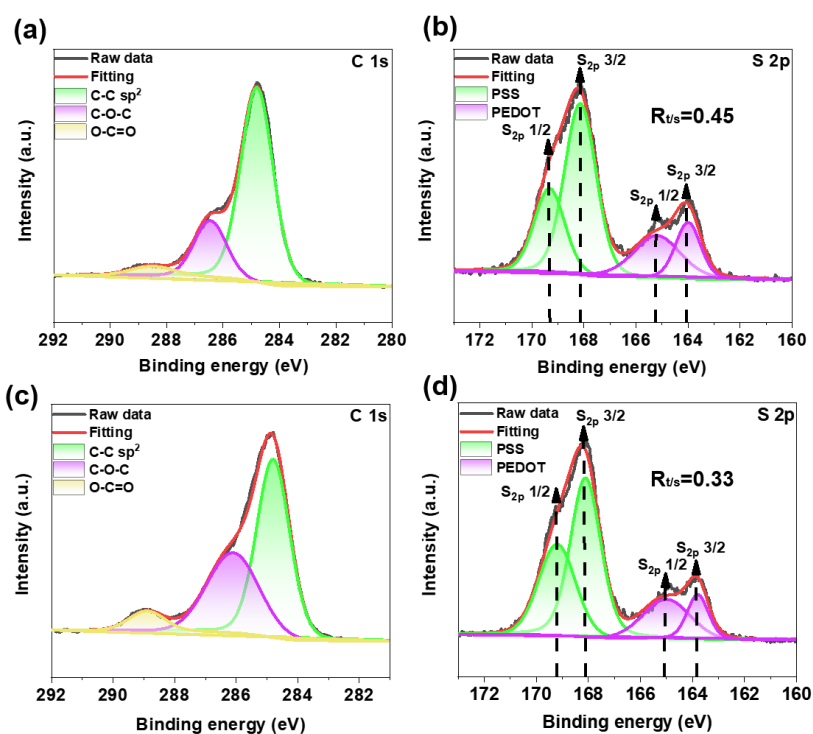 (a)
C 1s
Raw data
Fitting
C-C sp2
C-O-C
O-C=O
Intensity (a.u.)
292 290 288 286 284 282 280
Binding energy (eV)
(b)
S 2p
Raw data
Fitting
PSS
PEDOT
S2p 3/2
S2p 1/2
Rt/s=0.45
S2p 1/2
S2p 3/2
Intensity (a.u.)
172 170 168 166 164 162 160
Binding energy (eV)
(c)
C 1s
Raw data
Fitting
C-C sp2
C-O-C
O-C=O
Intensity (a.u.)
292 290 288 286 284 282 280
Binding energy (eV)
(d)
S 2p
Raw data
Fitting
PSS
PEDOT
S2p 3/2
S2p 1/2
Rt/s=0.33
S2p 1/2
S2p 3/2
Intensity (a.u.)
172 170 168 166 164 162 160
Binding energy (eV)